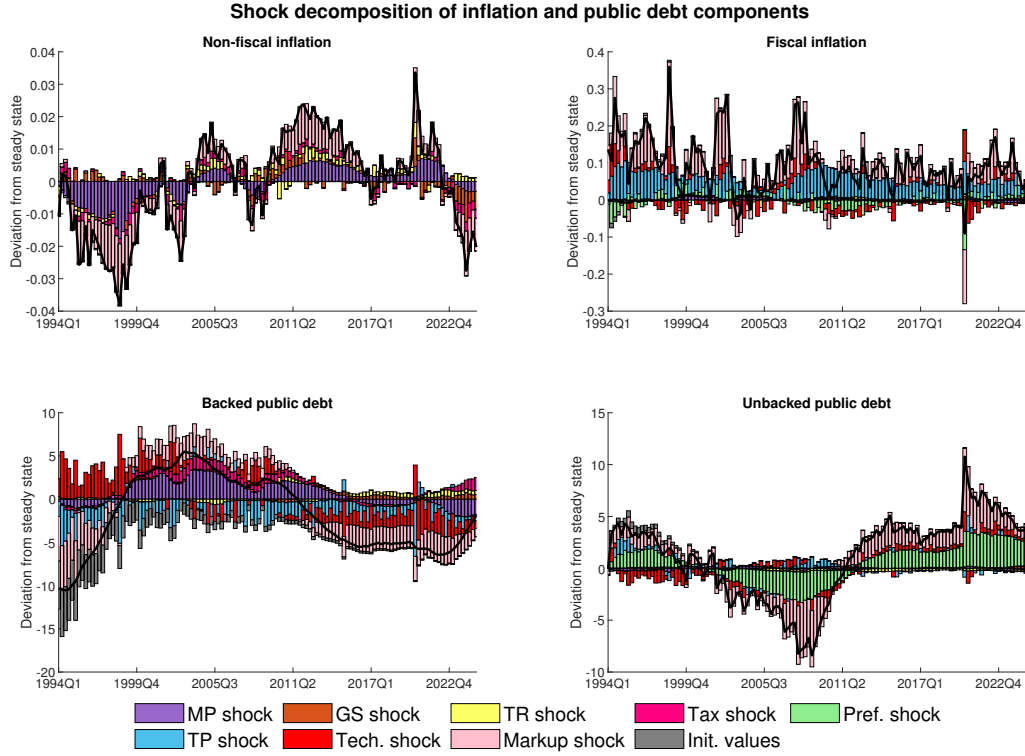 Shock decomposition of inflation and public debt components
Non-fiscal inflation
Deviation from steady state
0.04
0.03
0.02
0.01
0
-0.01
-0.02
-0.03
-0.04
1994Q1 1999Q4 2005Q3 2011Q2 2017Q1 2022Q4
Fiscal inflation
Deviation from steady state
0.4
0.3
0.2
0.1
0
-0.1
-0.2
-0.3
1994Q1 1999Q4 2005Q3 2011Q2 2017Q1 2022Q4
Backed public debt
Deviation from steady state
10
5
0
-5
-10
-15
-20
1994Q1 1999Q4 2005Q3 2011Q2 2017Q1 2022Q4
Unbacked public debt
Deviation from steady state
15
10
5
0
-5
-10
1994Q1 1999Q4 2005Q3 2011Q2 2017Q1 2022Q4
MP shock GS shock TR shock Tax shock Pref. shock
TP shock Tech. shock Markup shock Init. values